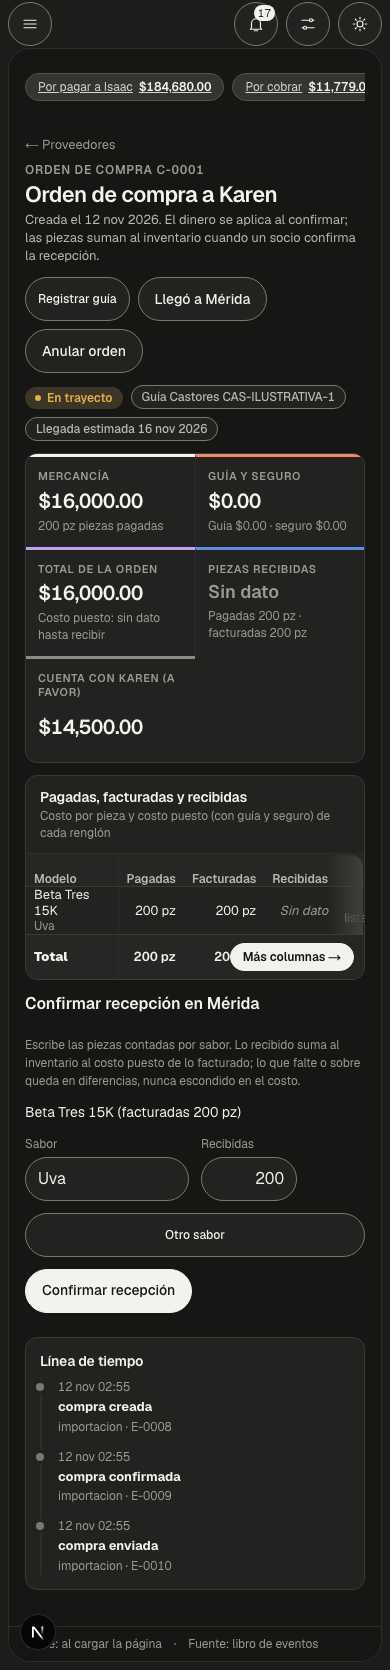 17
Por pagar a Isaac $184,680.00 Por cobrar $11,779.0
← Proveedores
ORDEN DE COMPRA C-0001
Orden de compra a Karen
Creada el 12 nov 2026. El dinero se aplica al confirmar;
las piezas suman al inventario cuando un socio confirma
la recepción.
Registrar guía Llegó a Mérida
Anular orden
En trayecto Guía Castores CAS-ILUSTRATIVA-1
Llegada estimada 16 nov 2026
MERCANCÍA
$16,000.00
200 pz piezas pagadas
GUÍA Y SEGURO
$0.00
Guía $0.00 · seguro $0.00
TOTAL DE LA ORDEN
$16,000.00
Costo puesto: sin dato
hasta recibir
PIEZAS RECIBIDAS
Sin dato
Pagadas 200 pz ·
facturadas 200 pz
CUENTA CON KAREN (A
FAVOR)
$14,500.00
Pagadas, facturadas y recibidas
Costo por pieza y costo puesto (con guía y seguro) de
cada renglón
Modelo Pagadas Facturadas Recibidas
Beta Tres
15K
Uva
200 pz 200 pz Sin dato
Total 200 pz 20
Más columnas →
Confirmar recepción en Mérida
Escribe las piezas contadas por sabor. Lo recibido suma al
inventario al costo puesto de lo facturado; lo que falte o sobre
queda en diferencias, nunca escondido en el costo.
Beta Tres 15K (facturadas 200 pz)
Sabor Recibidas
Uva 200
Otro sabor
Confirmar recepción
Línea de tiempo
12 nov 02:55
compra creada
importacion · E-0008
12 nov 02:55
compra confirmada
importacion · E-0009
12 nov 02:55
compra enviada
importacion · E-0010
N
e: al cargar la página · Fuente: libro de eventos